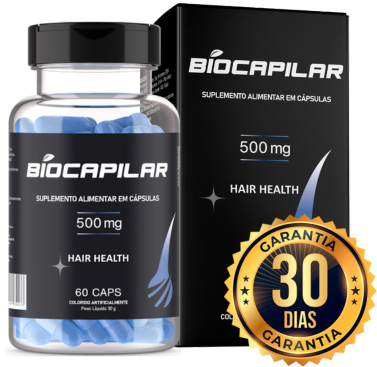 BIOCAPILAR
SUPLEMENTO ALIMENTAR EM CÁPSULAS
500 mg
HAIR HEALTH
BIOCAPILAR
SUPLEMENTO ALIMENTAR EM CÁPSULAS
500 mg
HAIR HEALTH
60 CAPS
COLORIDO ARTIFICIALMENTE
Peso Líquido 30 g
GARANTIA
30
DIAS
GARANTIA